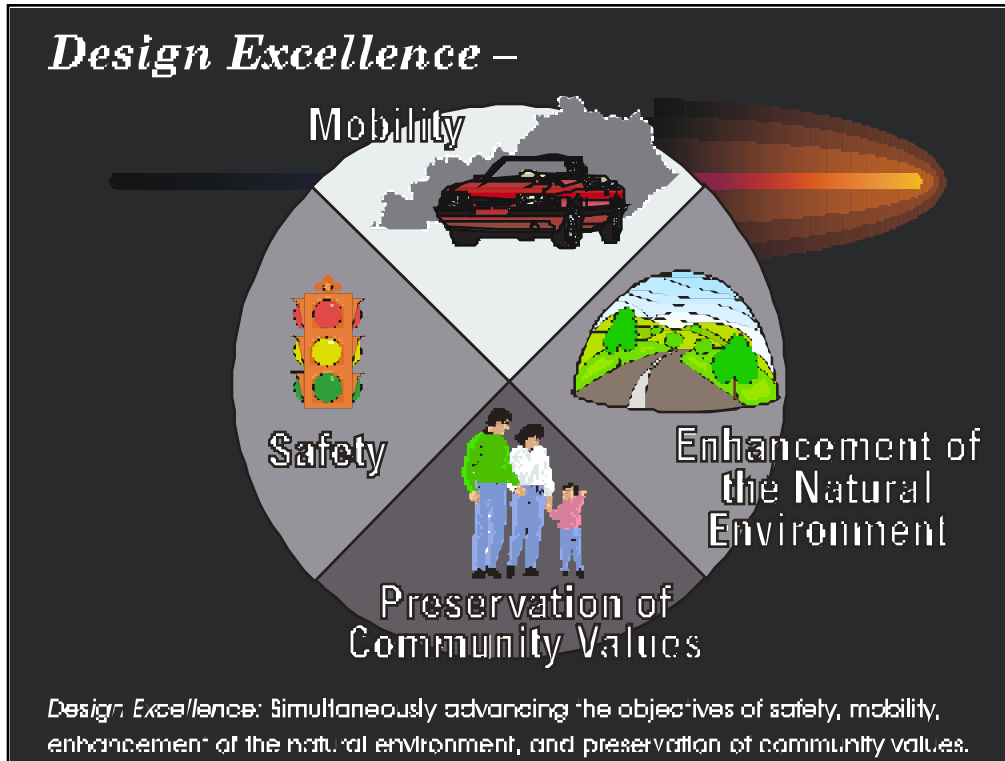 Design Excellence –
Mobility
Safety
Enhancement of
the Natural
Environment
Preservation of
Community Values
Design Excellence: Simultaneously advancing the objectives of safety, mobility,
enhancement of the natural environment, and preservation of community values.